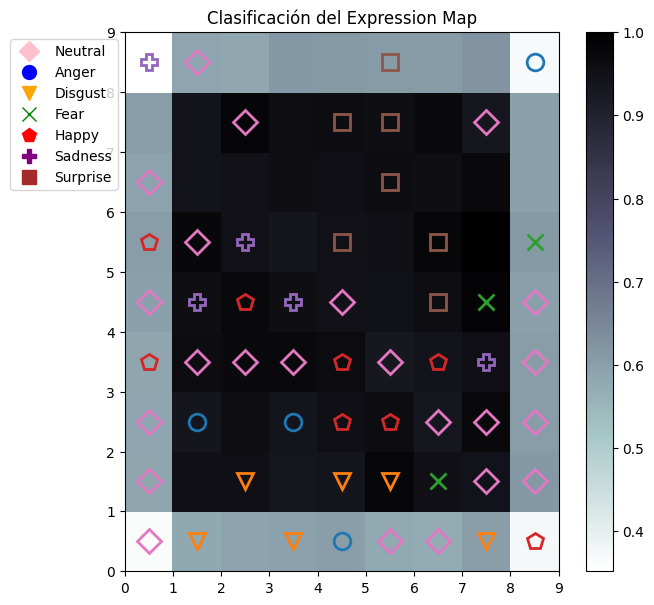 Clasificación del Expression Map
Neutral
Anger
Disgust
Fear
Happy
Sadness
Surprise
9
8
7
6
5
4
3
2
1
0
0 1 2 3 4 5 6 7 8 9
1.0
0.9
0.8
0.7
0.6
0.5
0.4